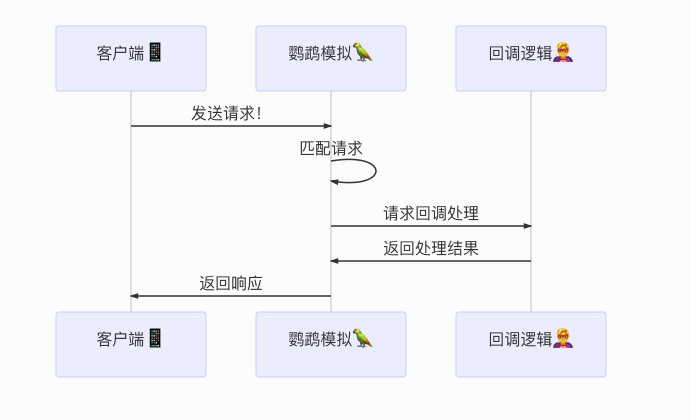 客户端📱
鹦鹉模拟🦜
回调逻辑🦸
发送请求！
匹配请求
请求回调处理
返回处理结果
返回响应
客户端📱
鹦鹉模拟🦜
回调逻辑🦸